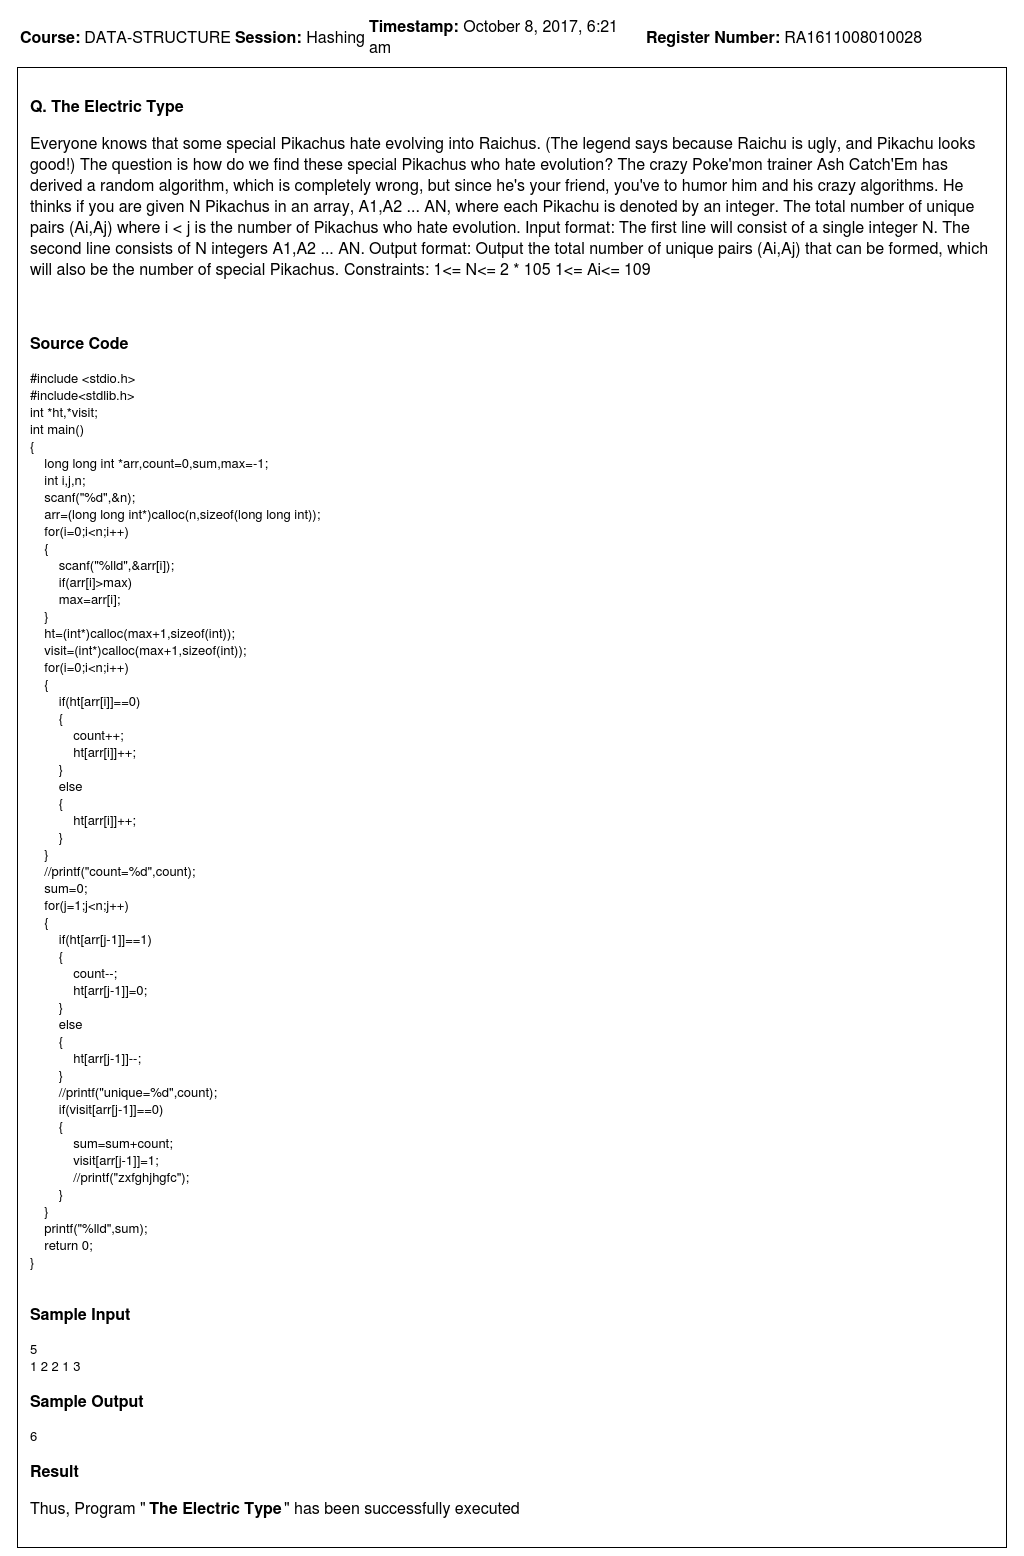 Course: DATA-STRUCTURE Session: Hashing Timestamp: October 8, 2017, 6:21 am Register Number: RA1611008010028
Q. The Electric Type
Everyone knows that some special Pikachus hate evolving into Raichus. (The legend says because Raichu is ugly, and Pikachu looks
good!) The question is how do we find these special Pikachus who hate evolution? The crazy Poke'mon trainer Ash Catch'Em has
derived a random algorithm, which is completely wrong, but since he's your friend, you've to humor him and his crazy algorithms. He
thinks if you are given N Pikachus in an array, A1,A2 ... AN, where each Pikachu is denoted by an integer. The total number of unique
pairs (Ai,Aj) where i < j is the number of Pikachus who hate evolution. Input format: The first line will consist of a single integer N. The
second line consists of N integers A1,A2 ... AN. Output format: Output the total number of unique pairs (Ai,Aj) that can be formed, which
will also be the number of special Pikachus. Constraints: 1<= N<= 2 * 105 1<= Ai<= 109
Source Code
#include <stdio.h>
#include<stdlib.h>
int *ht,*visit;
int main()
{
    long long int *arr,count=0,sum,max=-1;
    int i,j,n;
    scanf("%d",&n);
    arr=(long long int*)calloc(n,sizeof(long long int));
    for(i=0;i<n;i++)
    {
        scanf("%lld",&arr[i]);
        if(arr[i]>max)
        max=arr[i];
    }
    ht=(int*)calloc(max+1,sizeof(int));
    visit=(int*)calloc(max+1,sizeof(int));
    for(i=0;i<n;i++)
    {
        if(ht[arr[i]]==0)
        {
            count++;
            ht[arr[i]]++;
        }
        else
        {
            ht[arr[i]]++;
        }
    }
    //printf("count=%d",count);
    sum=0;
    for(j=1;j<n;j++)
    {
        if(ht[arr[j-1]]==1)
        {
            count--;
            ht[arr[j-1]]=0;
        }
        else
        {
            ht[arr[j-1]]--;
        }
        //printf("unique=%d",count);
        if(visit[arr[j-1]]==0)
        {
            sum=sum+count;
            visit[arr[j-1]]=1;
            //printf("zxfghjhgfc");
        }
    }
    printf("%lld",sum);
    return 0;
}
Sample Input
5
1 2 2 1 3
Sample Output
6
Result
Thus, Program " The Electric Type " has been successfully executed